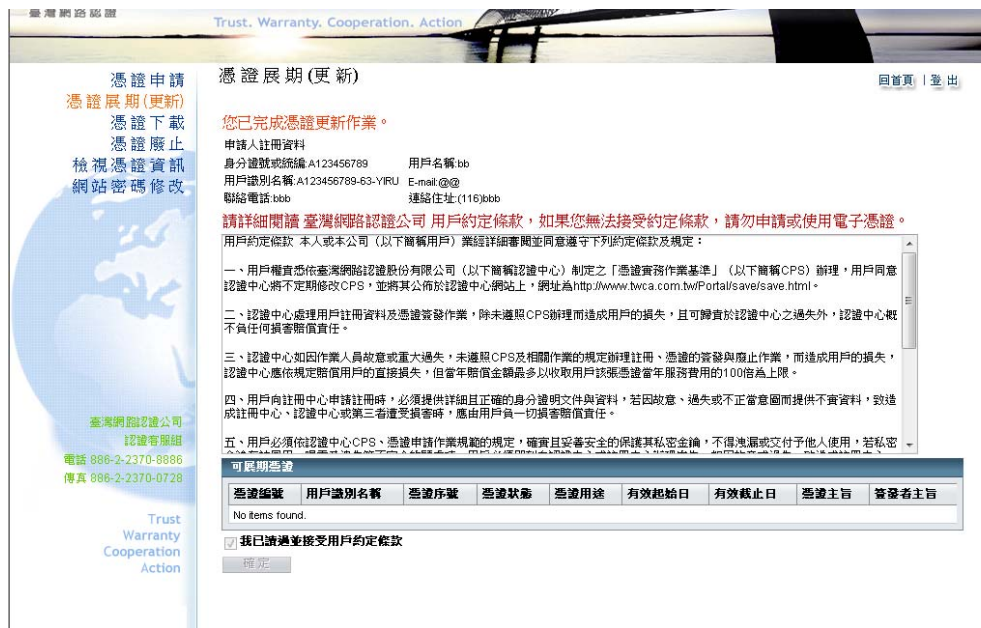 臺灣網路認證
Trust. Warranty. Cooperation. Action
憑證申請
憑證展期(更新)
憑證下載
憑證廢止
檢視憑證資訊
網站密碼修改
臺灣網路認證公司
認證客服組
電話 886-2-2370-8886
傳真 886-2-2370-0728
Trust
Warranty
Cooperation
Action
憑證展期(更新)
回首頁 | 登出
您已完成憑證更新作業。
申請人註冊資料
身分證號或統編:A123456789 用戶名稱:bb
用戶識別名稱:A123456789-63-YIRU E-mail:@@
聯絡電話:bbb 連絡住址:(116)bbb
請詳細閱讀 臺灣網路認證公司 用戶約定條款，如果您無法接受約定條款，請勿申請或使用電子憑證。
用戶約定條款 本人或本公司（以下簡稱用戶）業經詳細審閱並同意遵守下列約定條款及規定：
一、用戶權責悉依臺灣網路認證股份有限公司（以下簡稱認證中心）制定之「憑證實務作業基準」（以下簡稱CPS）辦理，用戶同意
認證中心將不定期修改CPS，並將其公佈於認證中心網站上，網址為http://www.twca.com.tw/Portal/save/save.html。
二、認證中心處理用戶註冊資料及憑證簽發作業，除未遵照CPS辦理而造成用戶的損失，且可歸責於認證中心之過失外，認證中心概
不負任何損害賠償責任。
三、認證中心如因作業人員故意或重大過失，未遵照CPS及相關作業的規定辦理註冊、憑證的簽發與廢止作業，而造成用戶的損失，
認證中心應依規定賠償用戶的直接損失，但當年賠償金額最多以收取用戶該張憑證當年服務費用的100倍為上限。
四、用戶向註冊中心申請註冊時，必須提供詳細且正確的身分證明文件與資料，若因故意、過失或不正當意圖而提供不實資料，致造
成註冊中心、認證中心或第三者遭受損害時，應由用戶負一切損害賠償責任。
五、用戶必須依認證中心CPS、憑證申請作業規範的規定，確實且妥善安全的保護其私密金鑰，不得洩漏或交付予他人使用，若私密
可展期憑證
憑證編號 用戶識別名稱 憑證序號 憑證狀態 憑證用途 有效起始日 有效截止日 憑證主旨 簽發者主旨
No items found.
我已讀過並接受用戶約定條款
確定